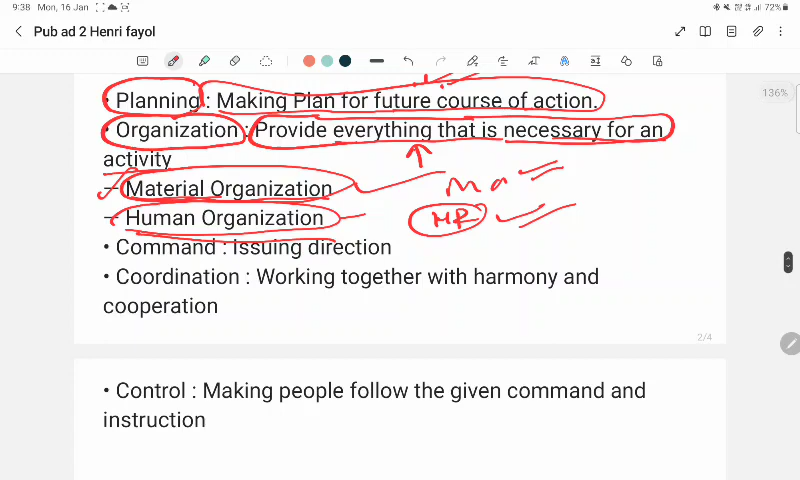 9:38 Mon, 16 Jan 72%
Pub ad 2 Henri fayol
136%
• Planning : Making Plan for future course of action.
• Organization : Provide everything that is necessary for an
activity
– Material Organization
Ma
– Human Organization
HR
• Command : Issuing direction
• Coordination : Working together with harmony and
cooperation
2/4
• Control : Making people follow the given command and
instruction